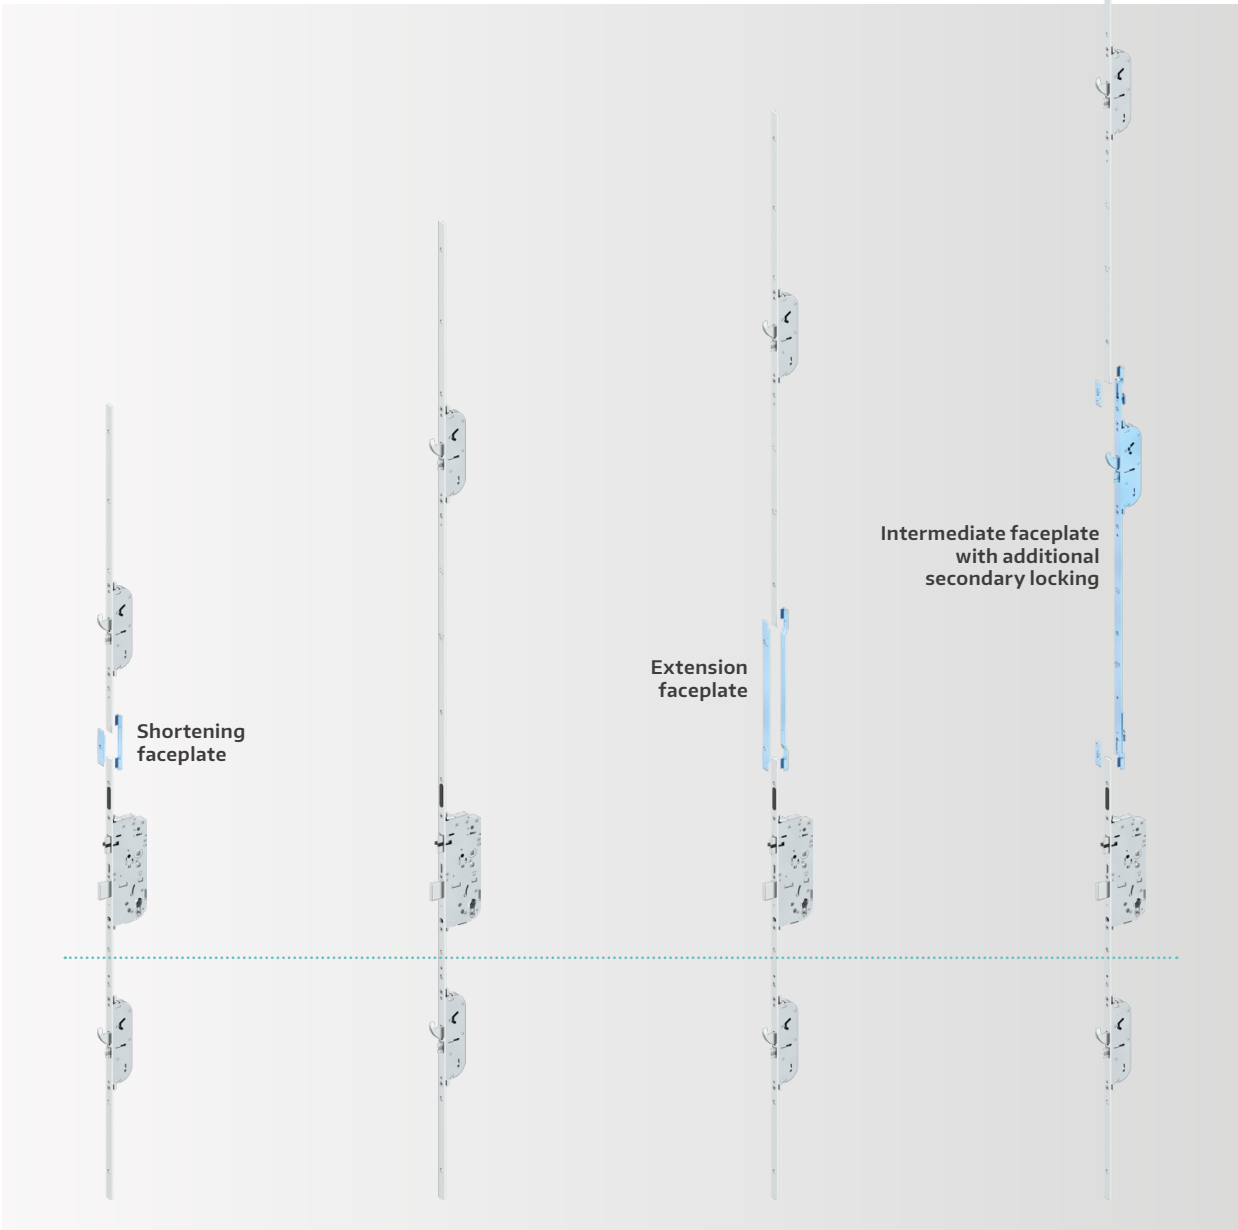 Intermediate faceplate
with additional
secondary locking
Extension
faceplate
Shortening
faceplate